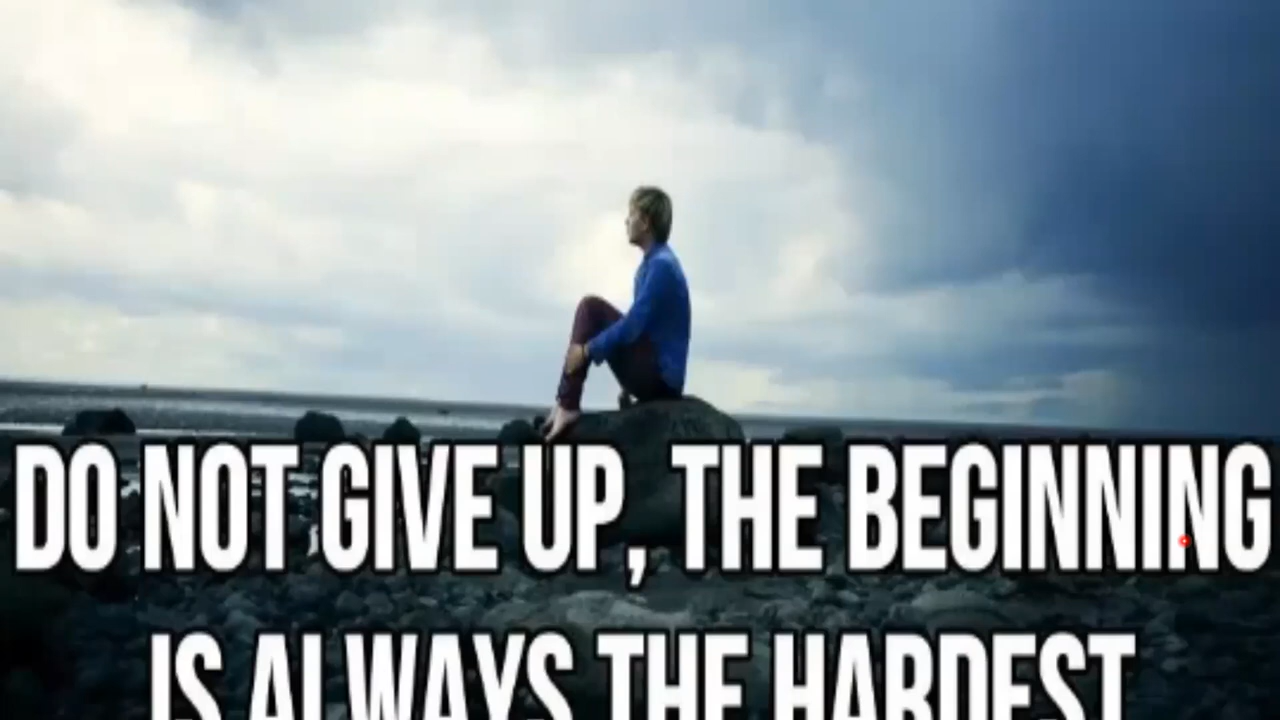 DO NOT GIVE UP, THE BEGINNING
IS ALWAYS THE HARDEST